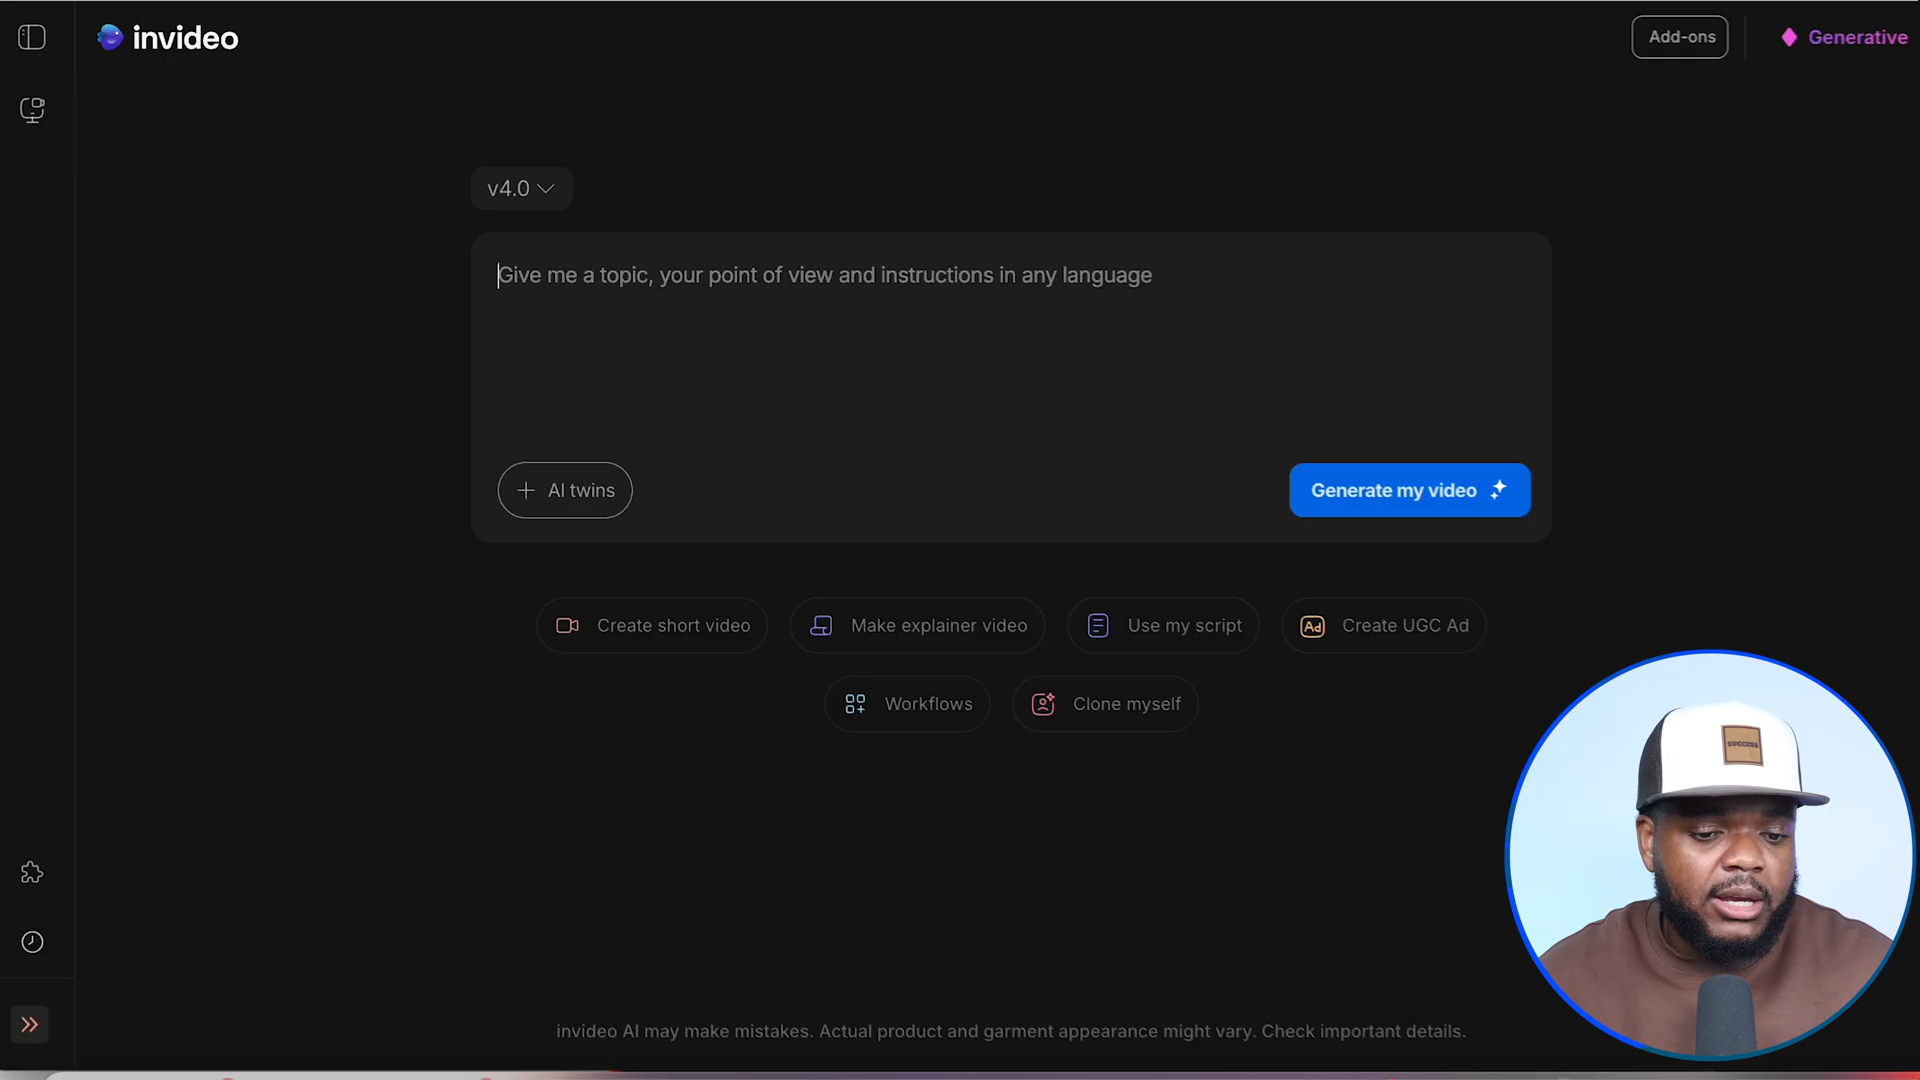 invideo
Add-ons
Generative
v4.0
Give me a topic, your point of view and instructions in any language
AI twins
Generate my video
Create short video
Make explainer video
Use my script
Ad
Create UGC Ad
Workflows
Clone myself
SUCCESS
invideo AI may make mistakes. Actual product and garment appearance might vary. Check important details.